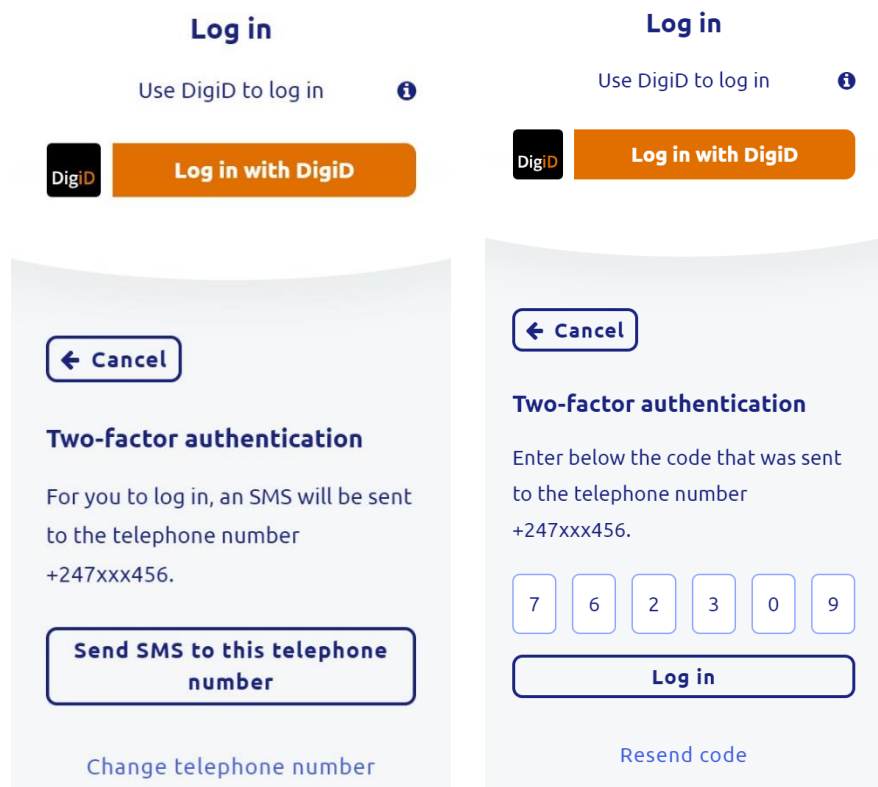 Log in
Use DigiD to log in
DigiD
Log in with DigiD
Cancel
Two-factor authentication
For you to log in, an SMS will be sent
to the telephone number
+247xxx456.
Send SMS to this telephone
number
Change telephone number
Log in
Use DigiD to log in
DigiD
Log in with DigiD
Cancel
Two-factor authentication
Enter below the code that was sent
to the telephone number
+247xxx456.
7 6 2 3 0 9
Log in
Resend code